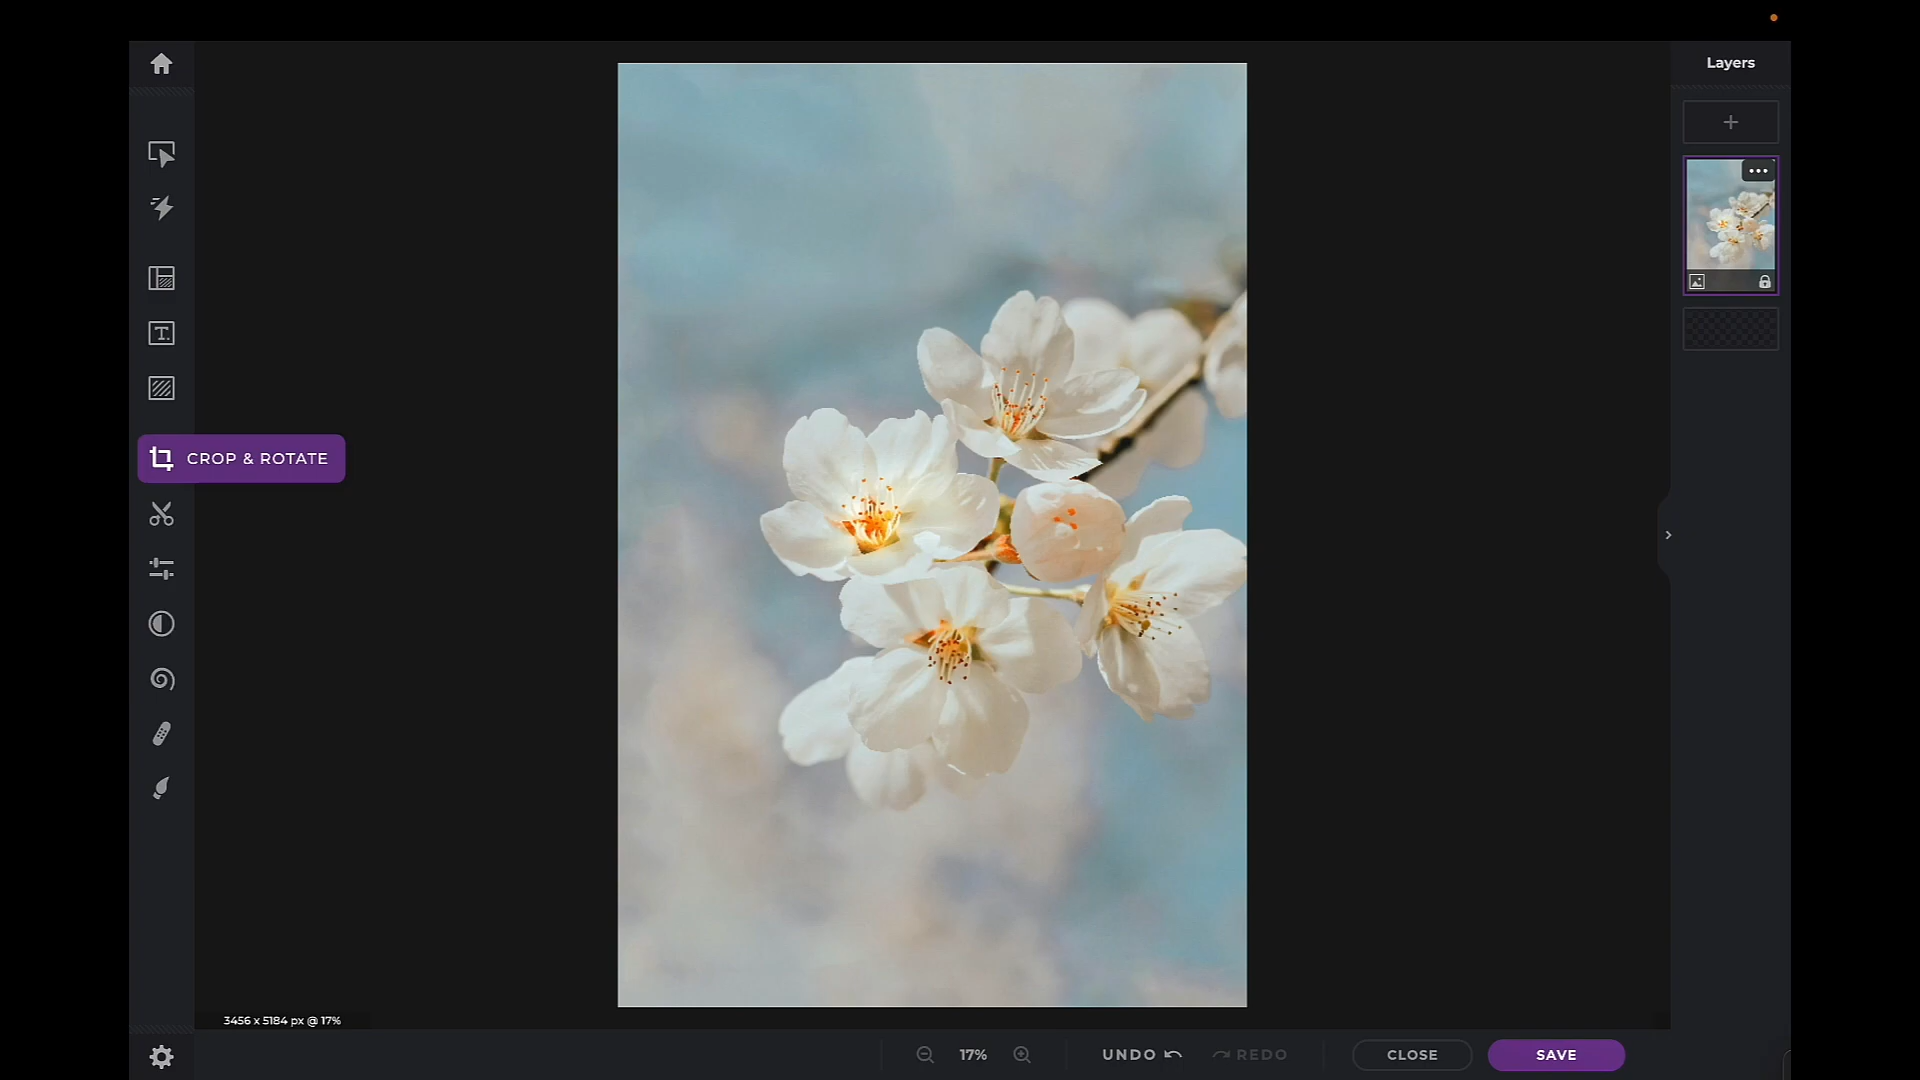 Layers
CROP & ROTATE
3456 x 5184 px @ 17%
17%
UNDO
REDO
CLOSE
SAVE